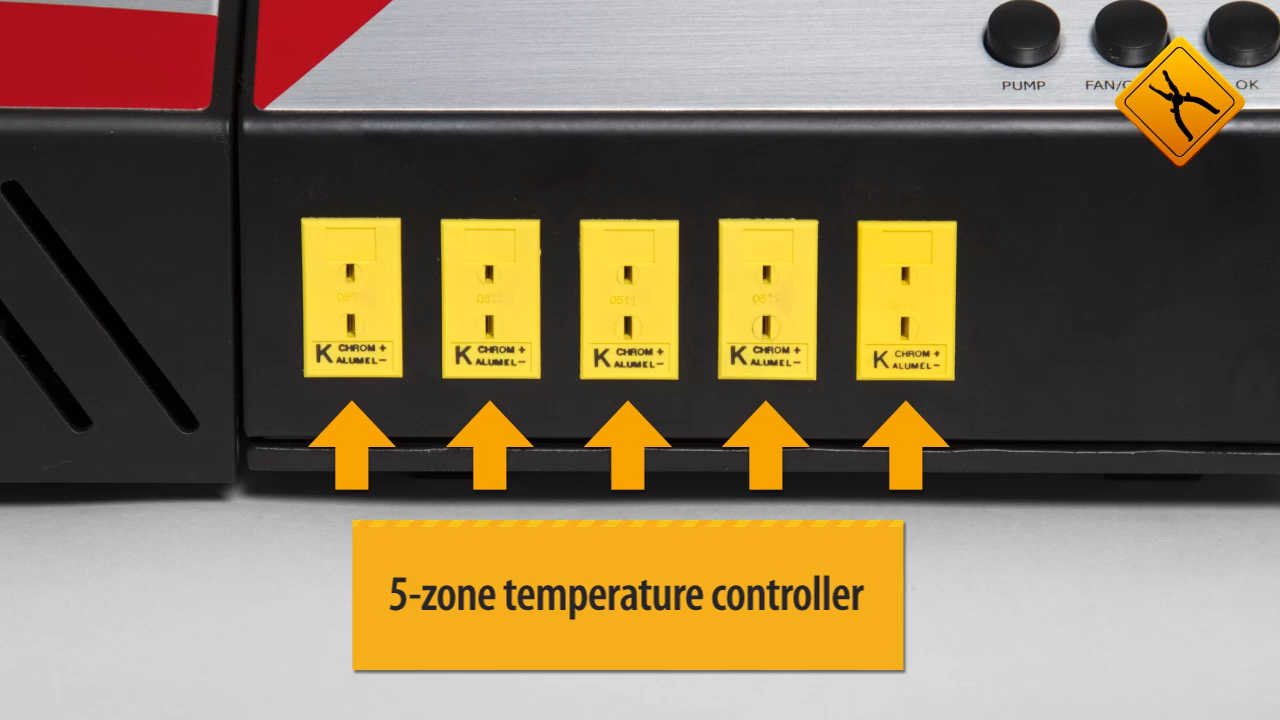 PUMP
OK
K CHROM +
ALUMEL -
K CHROM +
ALUMEL -
K CHROM +
ALUMEL -
K CHROM +
ALUMEL -
K CHROM +
ALUMEL -
5-zone temperature controller